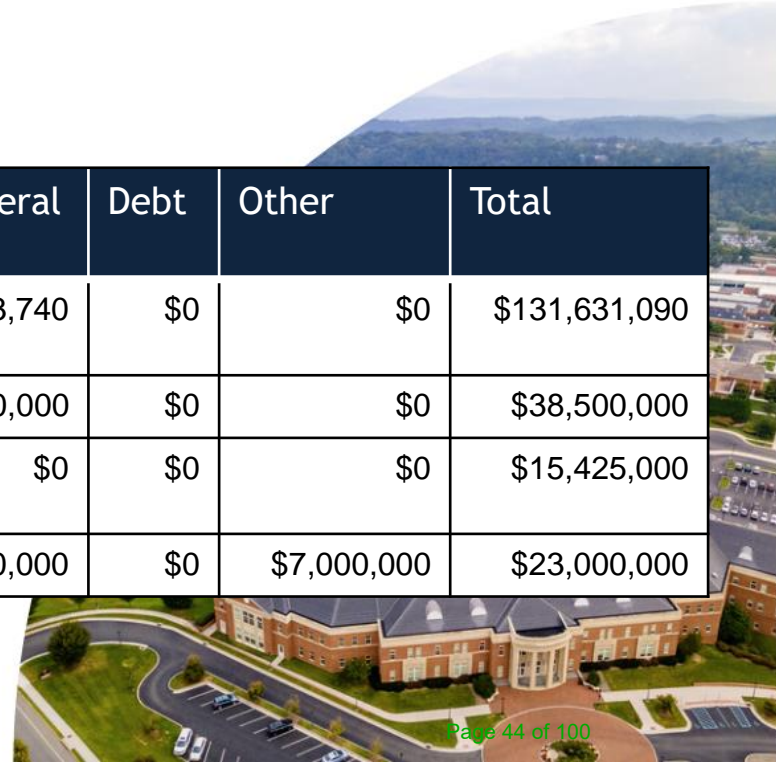 eral Debt Other Total
3,740 $0 $0 $131,631,090
0,000 $0 $0 $38,500,000
$0 $0 $0 $15,425,000
0,000 $0 $7,000,000 $23,000,000
Page 44 of 100